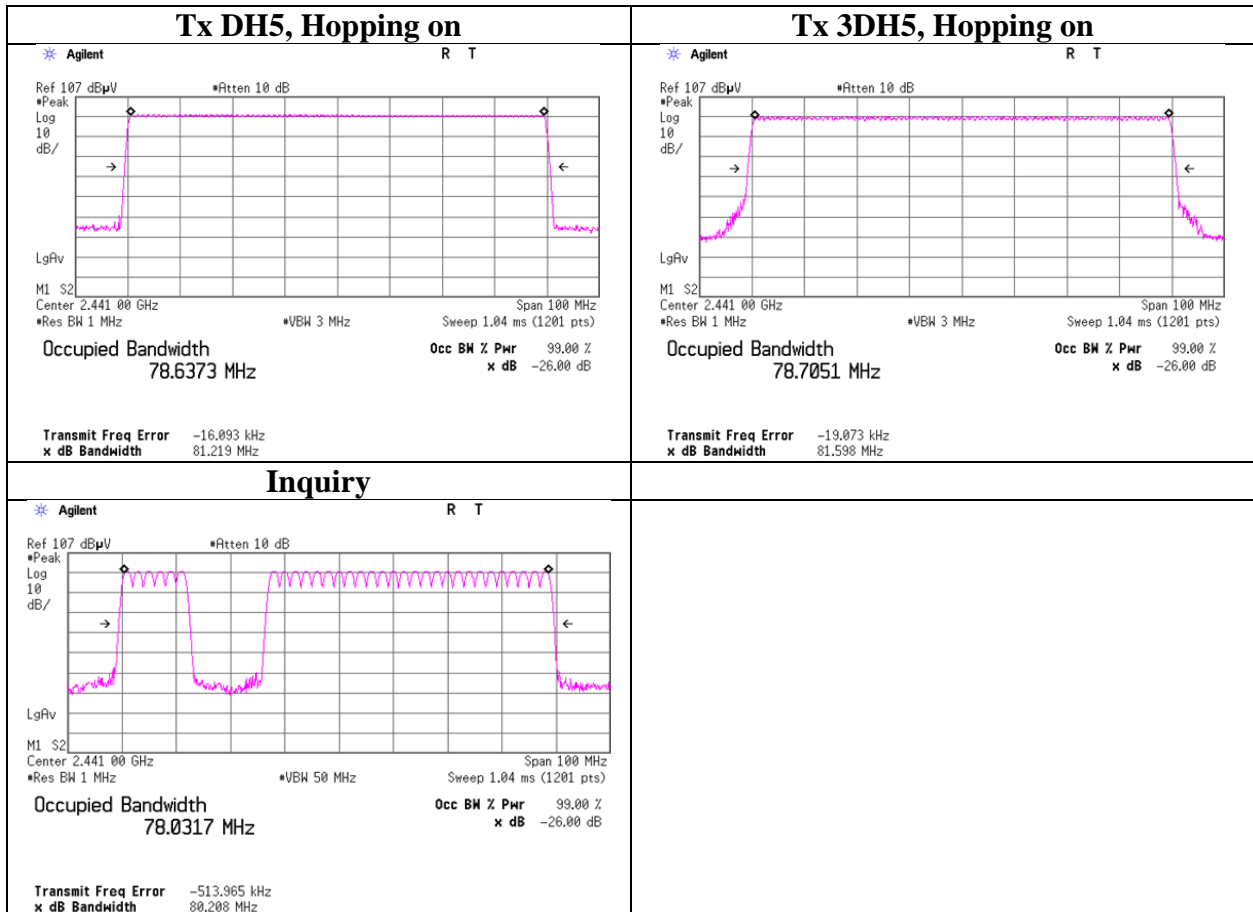 Tx DH5, Hopping on
Agilent R T
Ref 107 dBµV #Atten 10 dB
#Peak
Log
10
dB/
LgAv
M1 S2
Center 2.441 00 GHz Span 100 MHz
#Res BW 1 MHz #VBW 3 MHz Sweep 1.04 ms (1201 pts)
Occupied Bandwidth Occ BW % Pwr 99.00 %
78.6373 MHz x dB -26.00 dB
Transmit Freq Error -16.093 kHz
x dB Bandwidth 81.219 MHz
Tx 3DH5, Hopping on
Agilent R T
Ref 107 dBµV #Atten 10 dB
#Peak
Log
10
dB/
LgAv
M1 S2
Center 2.441 00 GHz Span 100 MHz
#Res BW 1 MHz #VBW 3 MHz Sweep 1.04 ms (1201 pts)
Occupied Bandwidth Occ BW % Pwr 99.00 %
78.7051 MHz x dB -26.00 dB
Transmit Freq Error -19.073 kHz
x dB Bandwidth 81.598 MHz
Inquiry
Agilent R T
Ref 107 dBµV #Atten 10 dB
#Peak
Log
10
dB/
LgAv
M1 S2
Center 2.441 00 GHz Span 100 MHz
#Res BW 1 MHz #VBW 50 MHz Sweep 1.04 ms (1201 pts)
Occupied Bandwidth Occ BW % Pwr 99.00 %
78.0317 MHz x dB -26.00 dB
Transmit Freq Error -513.965 kHz
x dB Bandwidth 80.208 MHz